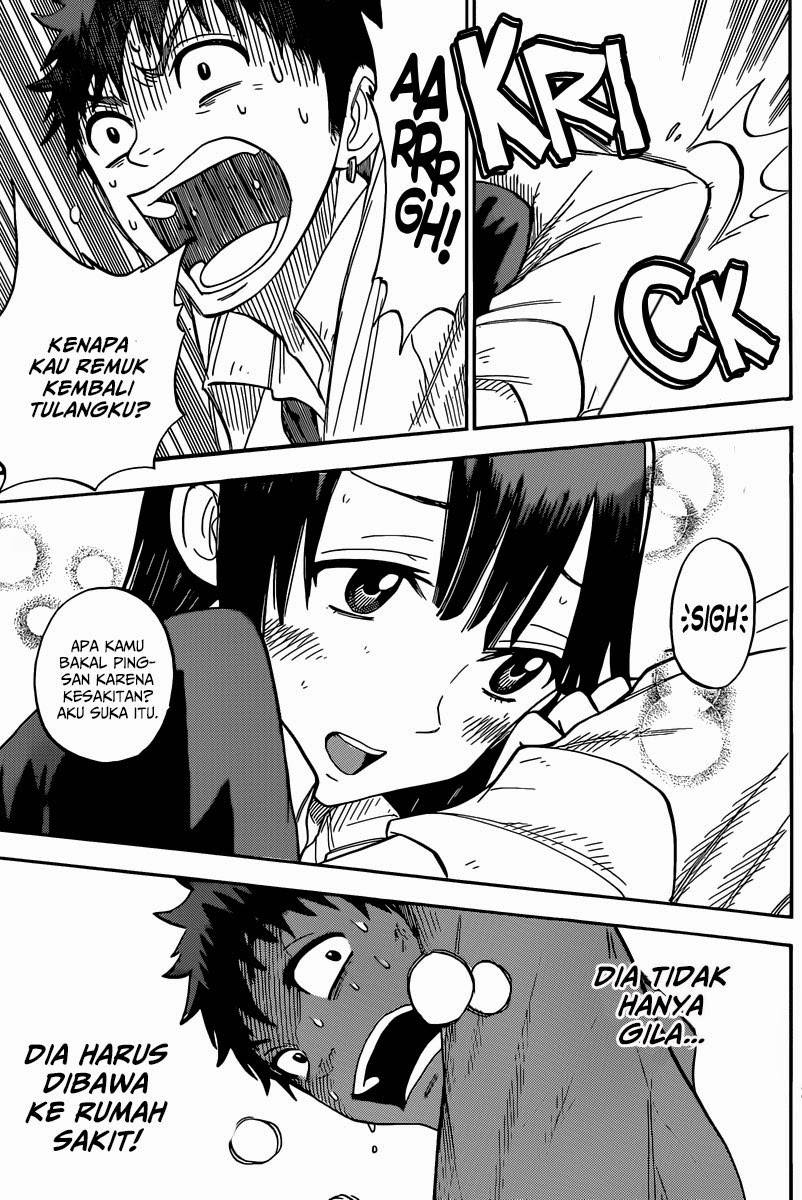 KRI
CK
AA
RRR
GH!
KENAPA
KAU REMUK
KEMBALI
TULANGKU?
SIGH
APA KAMU
BAKAL PING-
SAN KARENA
KESAKITAN?
AKU SUKA ITU.
DIA TIDAK
HANYA
GILA...
DIA HARUS
DIBAWA
KE RUMAH
SAKIT!